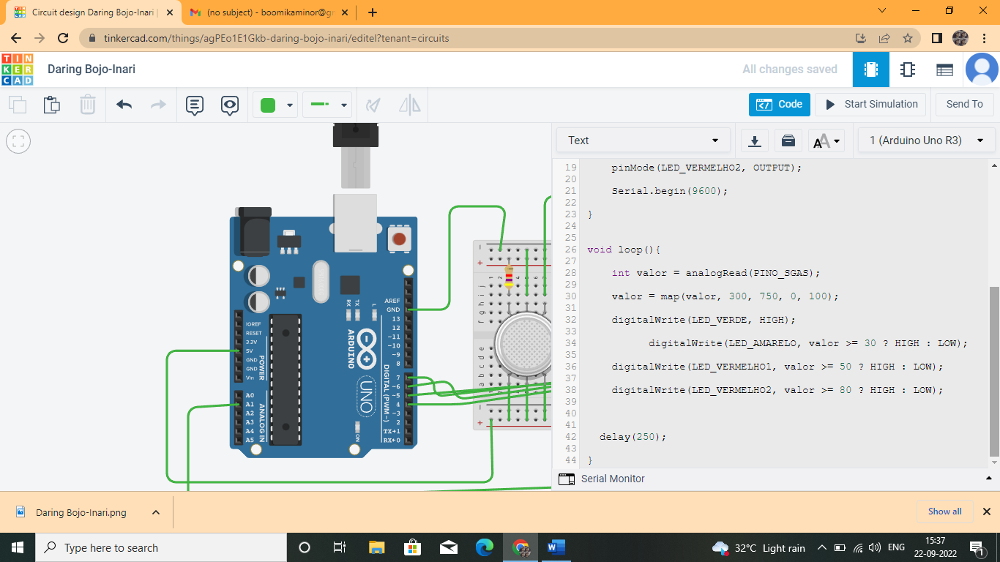 Circuit design Daring Bojo-Inari |
(no subject) - boomikaminor@gr
tinkercad.com/things/agPEo1E1Gkb-daring-bojo-inari/editel?tenant=circuits
TIN
KER
CAD
Daring Bojo-Inari
All changes saved
Code
Start Simulation
Send To
Text
1 (Arduino Uno R3)
19 pinMode(LED_VERMELHO2, OUTPUT);
20
21 Serial.begin(9600);
22
23 }
24
25
26 void loop(){
27
28 int valor = analogRead(PINO_SGAS);
29
30 valor = map(valor, 300, 750, 0, 100);
31
32 digitalWrite(LED_VERDE, HIGH);
33
34 digitalWrite(LED_AMARELO, valor >= 30 ? HIGH : LOW);
35
36 digitalWrite(LED_VERMELHO1, valor >= 50 ? HIGH : LOW);
37
38 digitalWrite(LED_VERMELHO2, valor >= 80 ? HIGH : LOW);
39
40
41
42 delay(250);
43
44 }
Serial Monitor
AREF
GND
13
12
~11
~10
~9
8
7
~6
~5
4
~3
2
TX→1
RX←0
DIGITAL (PWM~)
IOREF
RESET
3.3V
5V
GND
GND
Vin
POWER
A0
A1
A2
A3
A4
A5
ANALOG IN
RX
TX
L
ARDUINO
UNO
ON
f g h i j
a b c d e
Daring Bojo-Inari.png
Show all
Type here to search
32°C Light rain
ENG
15:37
22-09-2022
1